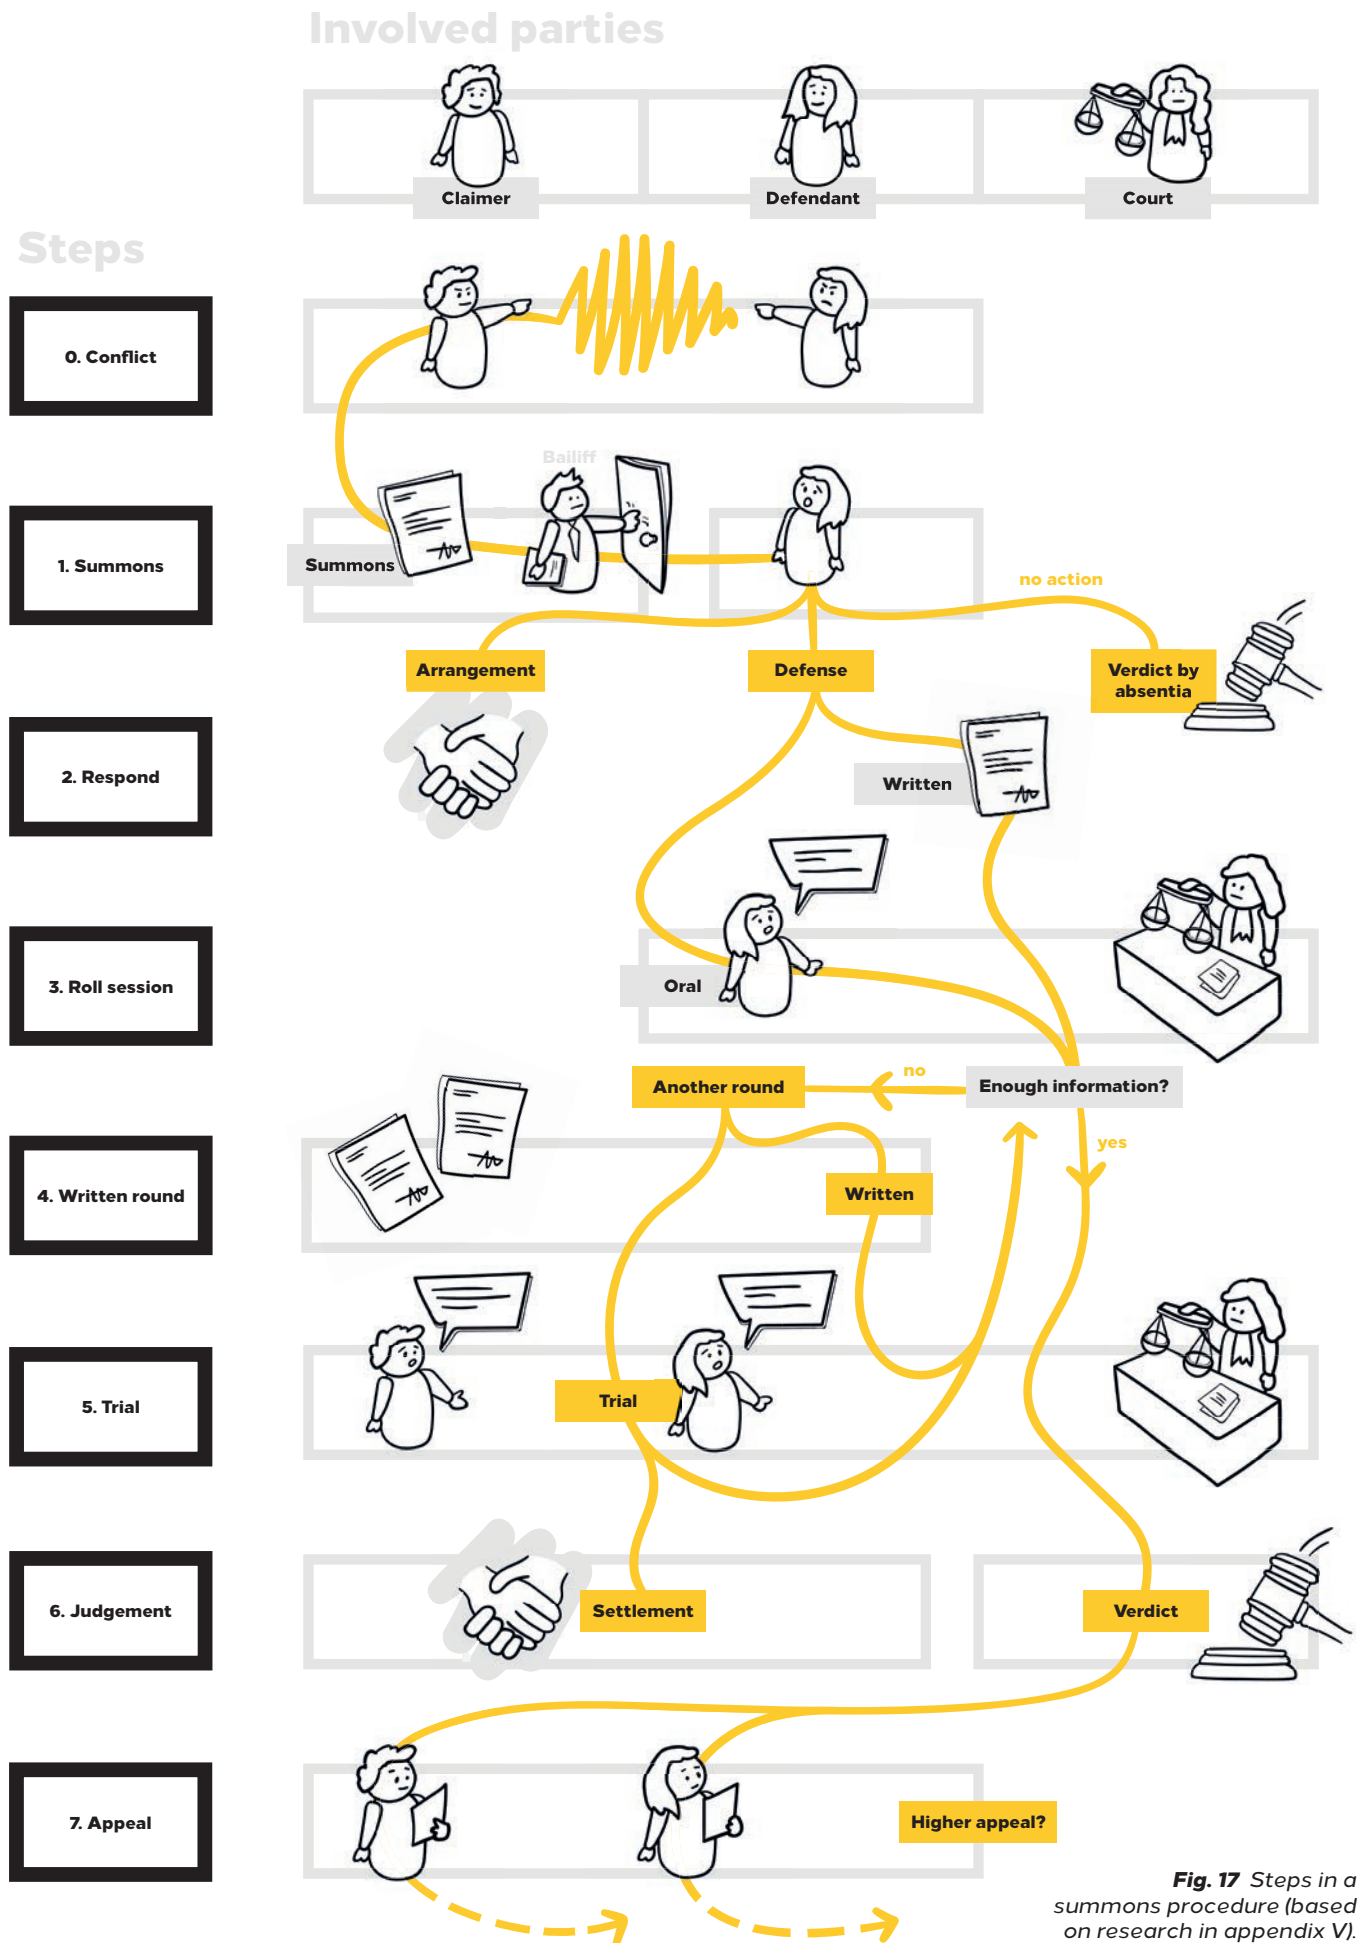 Involved parties
Claimer
Defendant
Court
Steps
0. Conflict
Bailiff
1. Summons
Summons
no action
Arrangement
Defense
Verdict by
absentia
2. Respond
Written
3. Roll session
Oral
Another round
no
Enough information?
yes
4. Written round
Written
5. Trial
Trial
6. Judgement
Settlement
Verdict
7. Appeal
Higher appeal?
Fig. 17 Steps in a
summons procedure (based
on research in appendix V).